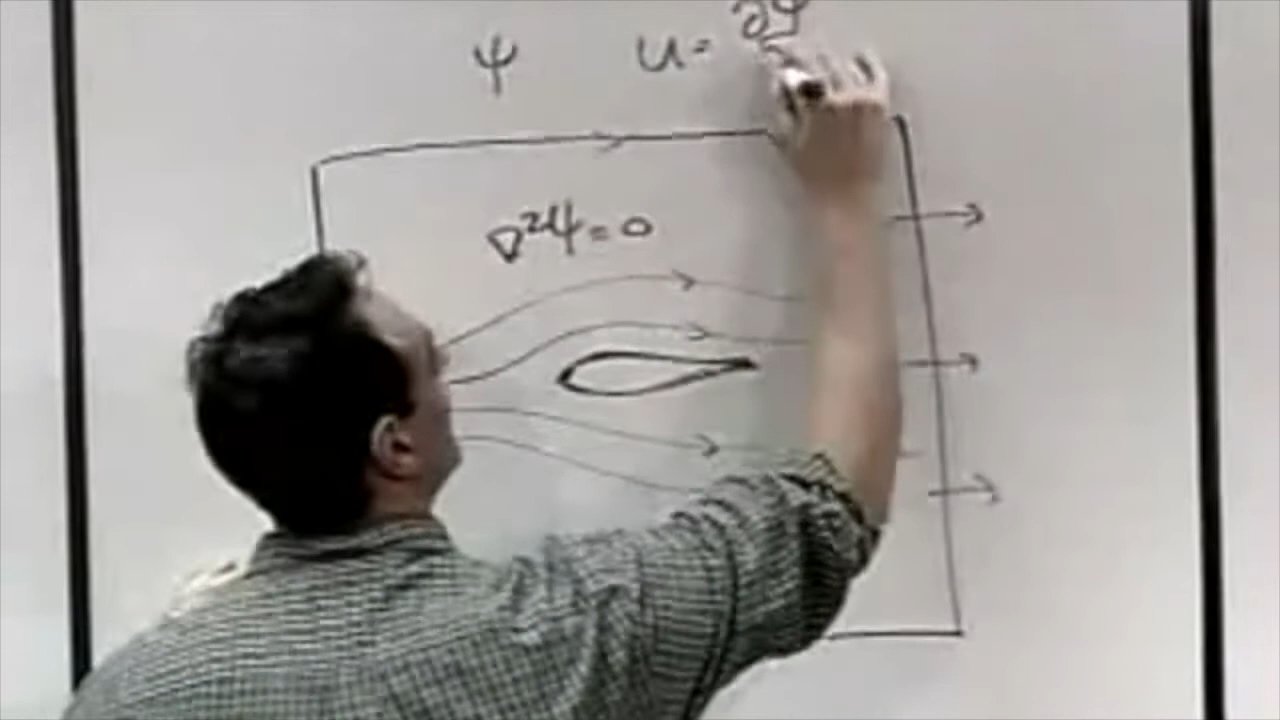 ψ u = ∂ψ
∇²ψ = 0